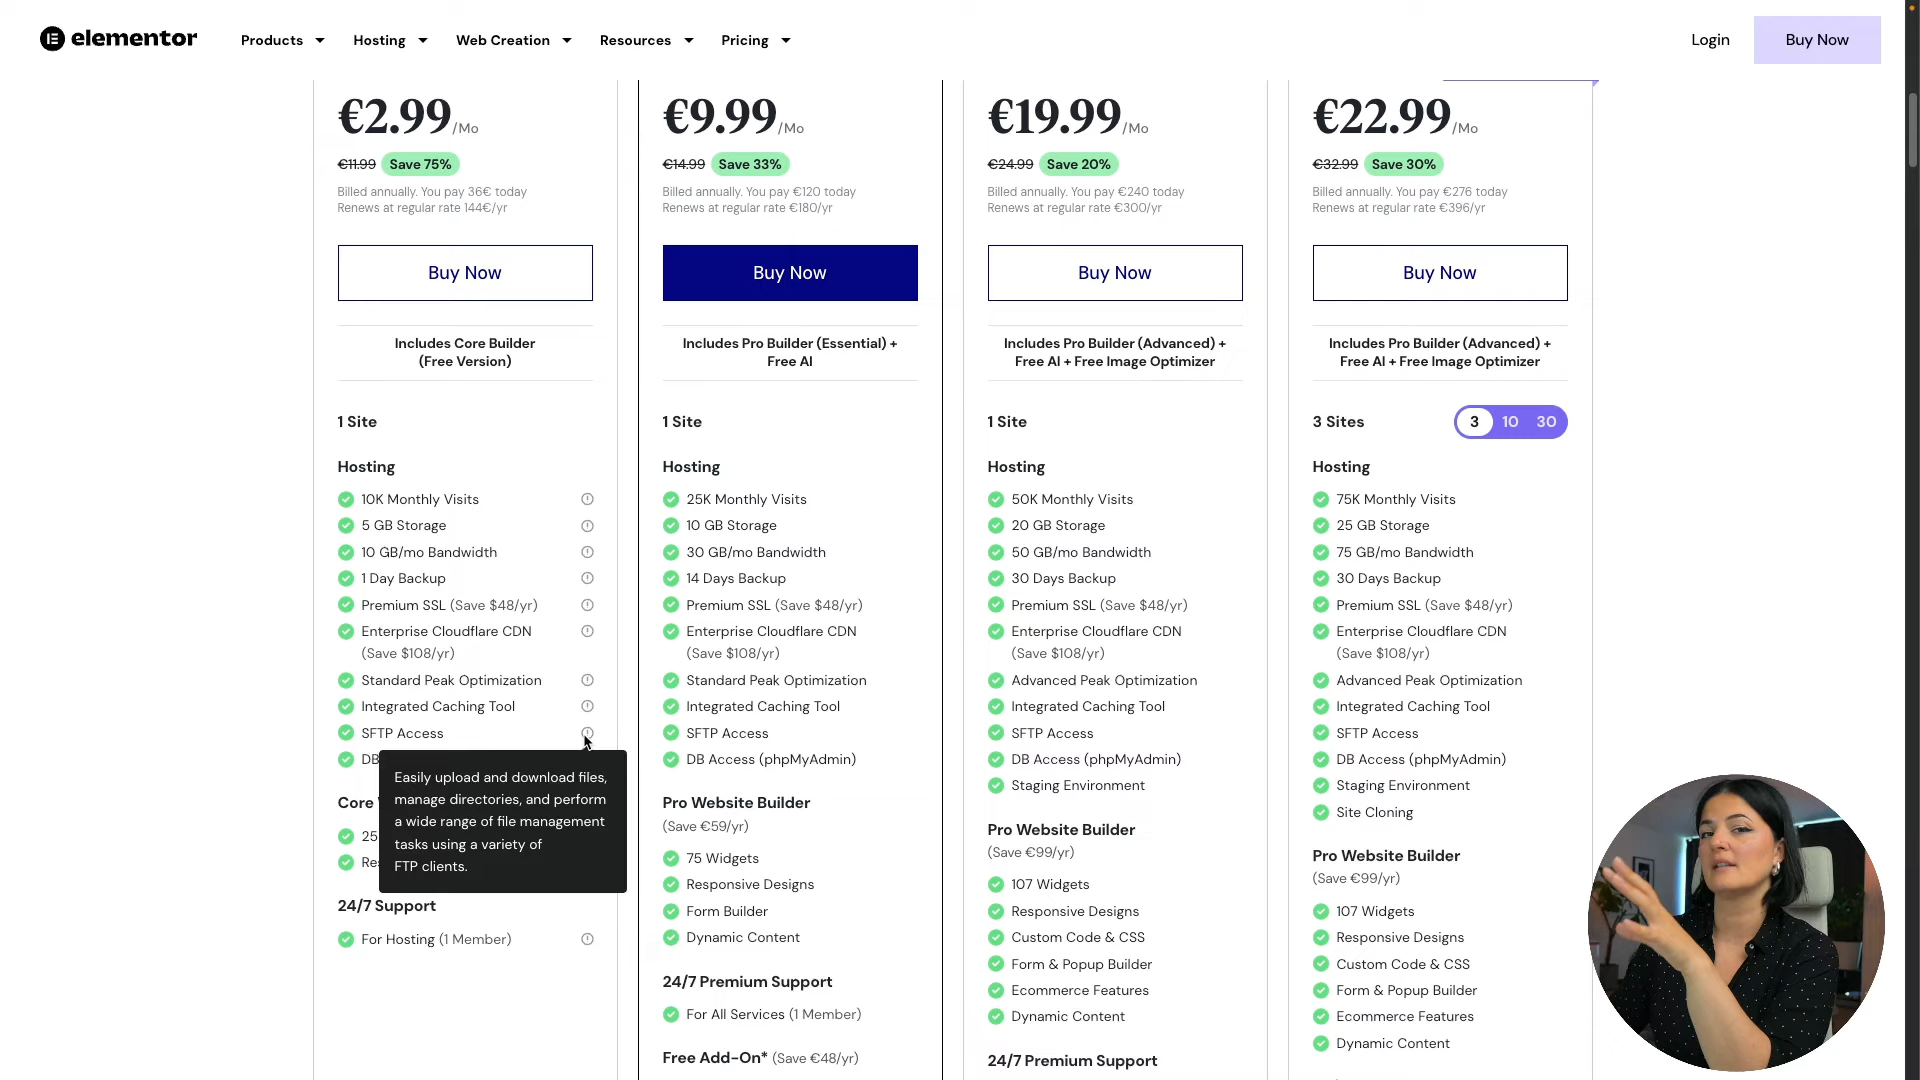 elementor
Products
Hosting
Web Creation
Resources
Pricing
Login
Buy Now
€2.99/Mo
€11.99 Save 75%
Billed annually. You pay 36€ today
Renews at regular rate 144€/yr
Buy Now
Includes Core Builder
(Free Version)
1 Site
Hosting
10K Monthly Visits
5 GB Storage
10 GB/mo Bandwidth
1 Day Backup
Premium SSL (Save $48/yr)
Enterprise Cloudflare CDN
(Save $108/yr)
Standard Peak Optimization
Integrated Caching Tool
SFTP Access
DB
Easily upload and download files,
manage directories, and perform
a wide range of file management
tasks using a variety of
FTP clients.
Core
25
24/7 Support
For Hosting (1 Member)
€9.99/Mo
€14.99 Save 33%
Billed annually. You pay €120 today
Renews at regular rate €180/yr
Buy Now
Includes Pro Builder (Essential) +
Free AI
1 Site
Hosting
25K Monthly Visits
10 GB Storage
30 GB/mo Bandwidth
14 Days Backup
Premium SSL (Save $48/yr)
Enterprise Cloudflare CDN
(Save $108/yr)
Standard Peak Optimization
Integrated Caching Tool
SFTP Access
DB Access (phpMyAdmin)
Pro Website Builder
(Save €59/yr)
75 Widgets
Responsive Designs
Form Builder
Dynamic Content
24/7 Premium Support
For All Services (1 Member)
Free Add-On* (Save €48/yr)
€19.99/Mo
€24.99 Save 20%
Billed annually. You pay €240 today
Renews at regular rate €300/yr
Buy Now
Includes Pro Builder (Advanced) +
Free AI + Free Image Optimizer
1 Site
Hosting
50K Monthly Visits
20 GB Storage
50 GB/mo Bandwidth
30 Days Backup
Premium SSL (Save $48/yr)
Enterprise Cloudflare CDN
(Save $108/yr)
Advanced Peak Optimization
Integrated Caching Tool
SFTP Access
DB Access (phpMyAdmin)
Staging Environment
Pro Website Builder
(Save €99/yr)
107 Widgets
Responsive Designs
Custom Code & CSS
Form & Popup Builder
Ecommerce Features
Dynamic Content
24/7 Premium Support
€22.99/Mo
€32.99 Save 30%
Billed annually. You pay €276 today
Renews at regular rate €396/yr
Buy Now
Includes Pro Builder (Advanced) +
Free AI + Free Image Optimizer
3 Sites 3 10 30
Hosting
75K Monthly Visits
25 GB Storage
75 GB/mo Bandwidth
30 Days Backup
Premium SSL (Save $48/yr)
Enterprise Cloudflare CDN
(Save $108/yr)
Advanced Peak Optimization
Integrated Caching Tool
SFTP Access
DB Access (phpMyAdmin)
Staging Environment
Site Cloning
Pro Website Builder
(Save €99/yr)
107 Widgets
Responsive Designs
Custom Code & CSS
Form & Popup Builder
Ecommerce Features
Dynamic Content